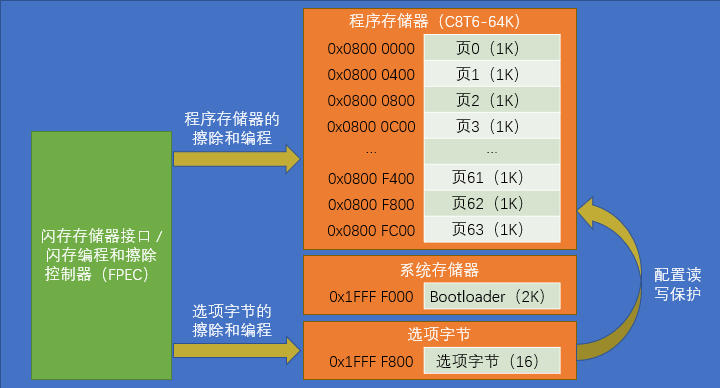 程序存储器（C8T6-64K）
0x0800 0000 页0（1K）
0x0800 0400 页1（1K）
0x0800 0800 页2（1K）
0x0800 0C00 页3（1K）
... ...
0x0800 F400 页61（1K）
0x0800 F800 页62（1K）
0x0800 FC00 页63（1K）
程序存储器的
擦除和编程
闪存存储器接口 /
闪存编程和擦除
控制器（FPEC）
系统存储器
0x1FFF F000 Bootloader（2K）
配置读
写保护
选项字节的
擦除和编程
选项字节
0x1FFF F800 选项字节（16）